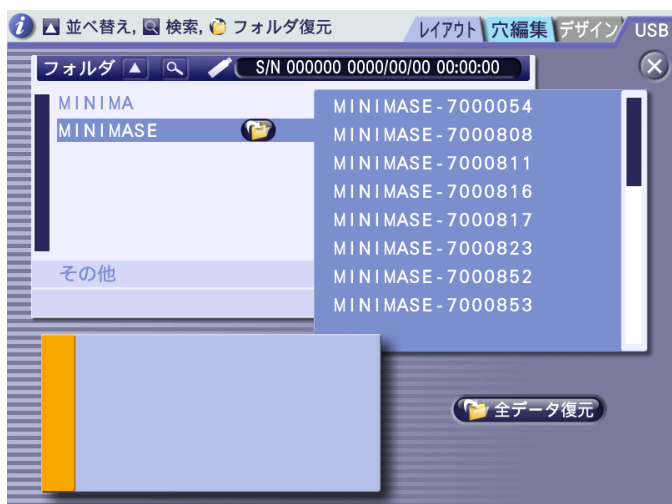 i ▲ 並べ替え, 🔍 検索, フォルダ復元
レイアウト 穴編集 デザイン USB
フォルダ ▲ S/N 000000 0000/00/00 00:00:00
MINIMA
MINIMASE
その他
MINIMASE-7000054
MINIMASE-7000808
MINIMASE-7000811
MINIMASE-7000816
MINIMASE-7000817
MINIMASE-7000823
MINIMASE-7000852
MINIMASE-7000853
全データ復元